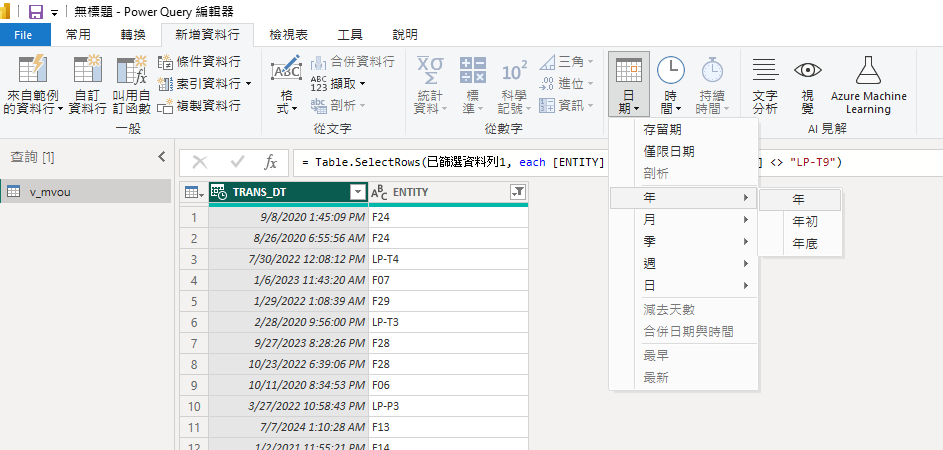 無標題 - Power Query 編輯器
File 常用 轉換 新增資料行 檢視表 工具 說明
來自範例的資料行
自訂資料行
叫用自訂函數
條件資料行
索引資料行
複製資料行
一般
格式
合併資料行
擷取
剖析
從文字
統計資料
標準
科學記號
三角
進位
資訊
從數字
日期
時間
持續時間
文字分析
視覺
Azure Machine Learning
AI 見解
存留期
僅限日期
剖析
年
月
季
週
日
減去天數
合併日期與時間
最早
最新
年
年初
年底
查詢 [1]
v_mvou
= Table.SelectRows(已篩選資料列1, each [ENTITY]
] <> "LP-T9")
TRANS_DT ENTITY
1 9/8/2020 1:45:09 PM F24
2 8/26/2020 6:55:56 AM F24
3 7/30/2022 12:08:12 PM LP-T4
4 1/6/2023 11:43:20 AM F07
5 1/29/2022 1:08:39 AM F29
6 2/28/2020 9:56:00 PM LP-T3
7 9/27/2023 8:28:26 PM F28
8 10/23/2022 6:39:06 PM F28
9 10/11/2020 8:34:53 PM F06
10 3/27/2022 10:58:43 PM LP-P3
11 7/7/2024 1:10:28 AM F13
12 1/2/2021 11:55:21 PM F14